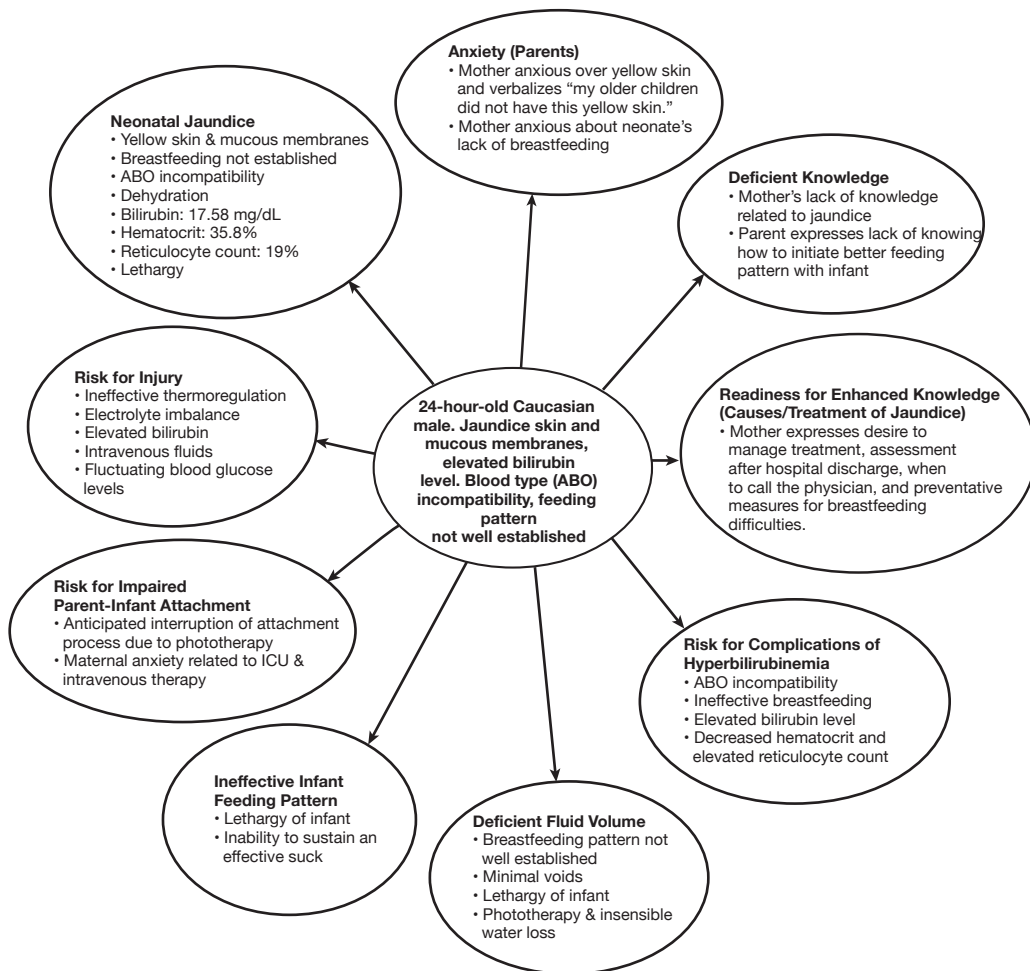 Anxiety (Parents)
• Mother anxious over yellow skin
and verbalizes “my older children
did not have this yellow skin.”
• Mother anxious about neonate’s
lack of breastfeeding
Neonatal Jaundice
• Yellow skin & mucous membranes
• Breastfeeding not established
• ABO incompatibility
• Dehydration
• Bilirubin: 17.58 mg/dL
• Hematocrit: 35.8%
• Reticulocyte count: 19%
• Lethargy
Deficient Knowledge
• Mother’s lack of knowledge
related to jaundice
• Parent expresses lack of knowing
how to initiate better feeding
pattern with infant
Risk for Injury
• Ineffective thermoregulation
• Electrolyte imbalance
• Elevated bilirubin
• Intravenous fluids
• Fluctuating blood glucose
levels
24-hour-old Caucasian
male. Jaundice skin and
mucous membranes,
elevated bilirubin
level. Blood type (ABO)
incompatibility, feeding
pattern
not well established
Readiness for Enhanced Knowledge
(Causes/Treatment of Jaundice)
• Mother expresses desire to
manage treatment, assessment
after hospital discharge, when
to call the physician, and preventative
measures for breastfeeding
difficulties.
Risk for Impaired
Parent-Infant Attachment
• Anticipated interruption of attachment
process due to phototherapy
• Maternal anxiety related to ICU &
intravenous therapy
Risk for Complications of
Hyperbilirubinemia
• ABO incompatibility
• Ineffective breastfeeding
• Elevated bilirubin level
• Decreased hematocrit and
elevated reticulocyte count
Ineffective Infant
Feeding Pattern
• Lethargy of infant
• Inability to sustain an
effective suck
Deficient Fluid Volume
• Breastfeeding pattern not
well established
• Minimal voids
• Lethargy of infant
• Phototherapy & insensible
water loss